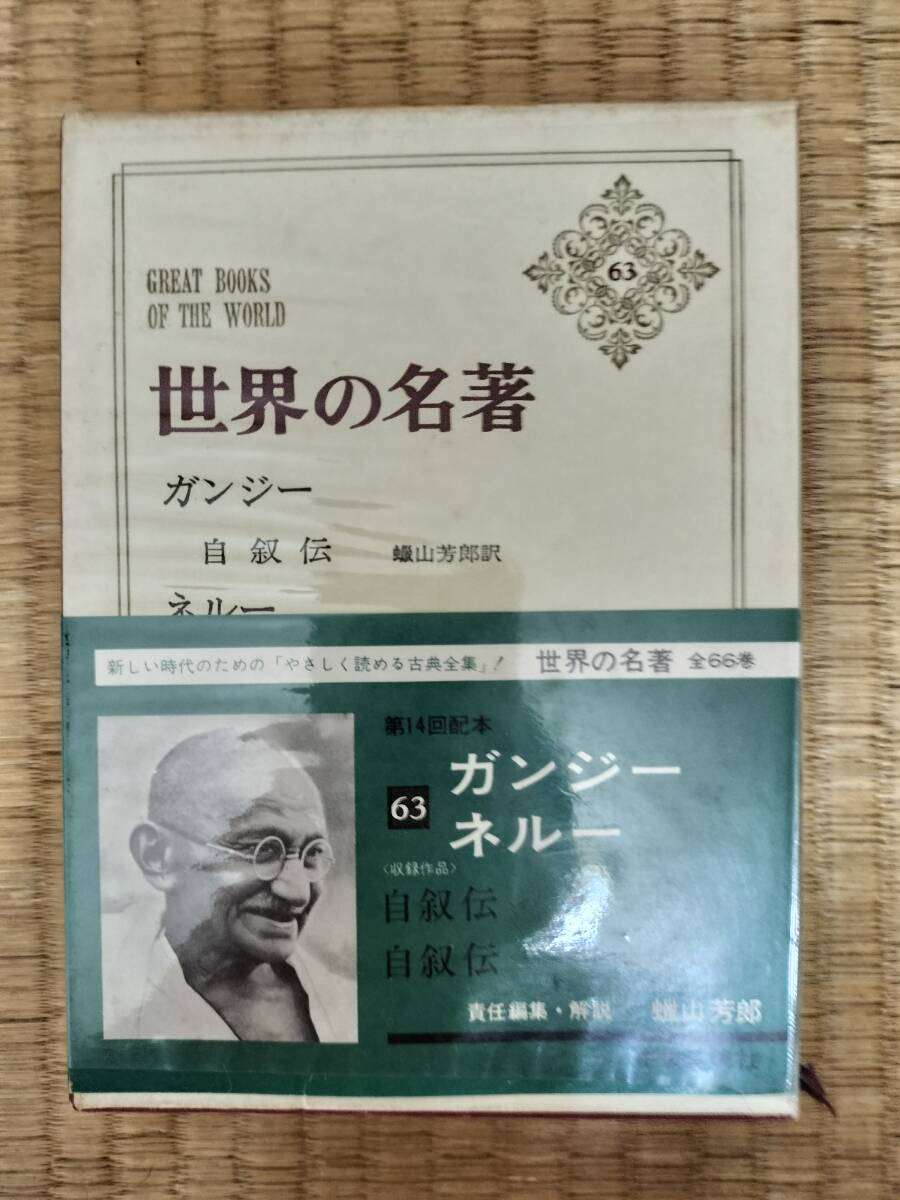 63
GREAT BOOKS
OF THE WORLD
世界の名著
ガンジー
自叙伝 蠟山芳郎訳
ネルー
新しい時代のための「やさしく読める古典全集」! 世界の名著 全66巻
第14回配本
63 ガンジー
ネルー
〈収録作品〉
自叙伝
自叙伝
責任編集・解説 蠟山芳郎